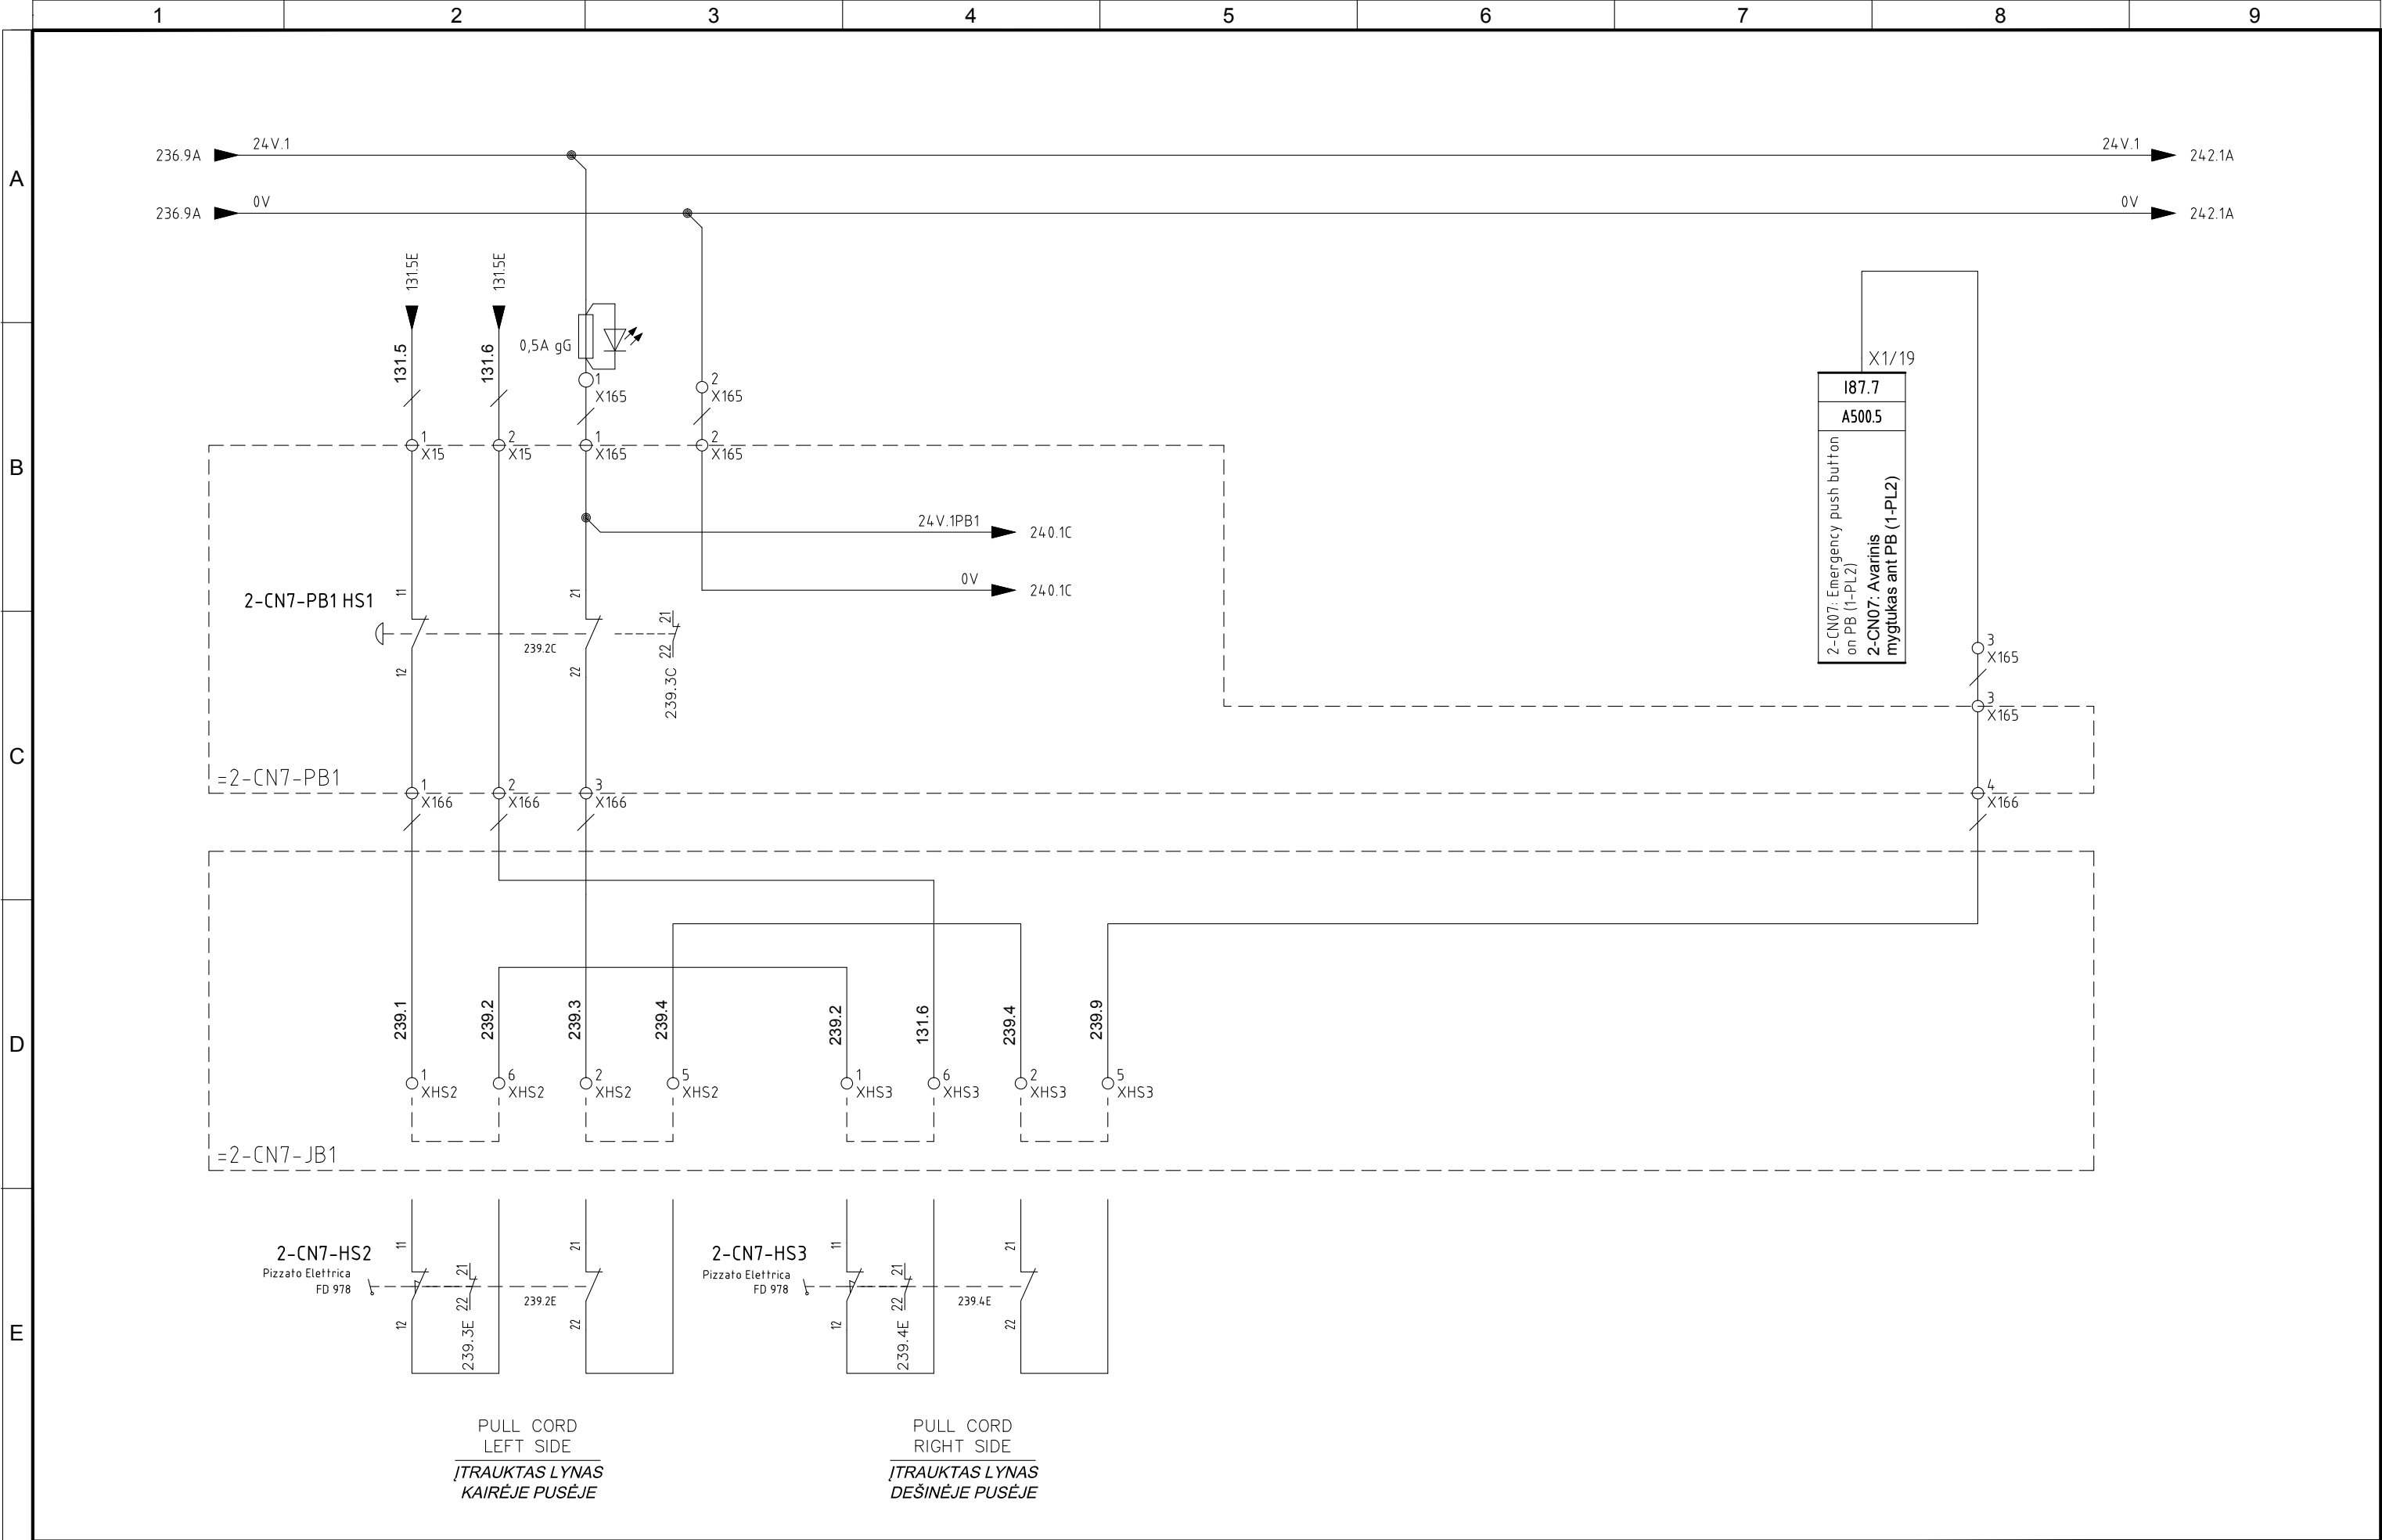 1 2 3 4 5 6 7 8 9
A
236.9A 24V.1 24V.1 242.1A
236.9A 0V 0V 242.1A
131.5E 131.5E
131.5 131.6 0,5A gG
1 X165
2 X165
X1/19
I87.7
A500.5
2-CN07: Emergency push button
on PB (1-PL2)
2-CN07: Avarinis
mygtukas ant PB (1-PL2)
B
1 X15
2 X15
1 X165
2 X165
24V.1PB1 240.1C
0V 240.1C
2-CN7-PB1 HS1
11 12
21 22
239.2C
21 22
239.3C
3 X165
3 X165
C
=2-CN7-PB1
1 X166
2 X166
3 X166
4 X166
D
239.1 239.2 239.3 239.4 239.2 131.6 239.4 239.9
1 XHS2
6 XHS2
2 XHS2
5 XHS2
1 XHS3
6 XHS3
2 XHS3
5 XHS3
=2-CN7-JB1
E
2-CN7-HS2
Pizzato Elettrica
FD 978
11 12
21 22
239.3E
239.2E
21 22
2-CN7-HS3
Pizzato Elettrica
FD 978
11 12
21 22
239.4E
239.4E
21 22
PULL CORD
LEFT SIDE
ĮTRAUKTAS LYNAS
KAIRĖJE PUSĖJE
PULL CORD
RIGHT SIDE
ĮTRAUKTAS LYNAS
DEŠINĖJE PUSĖJE